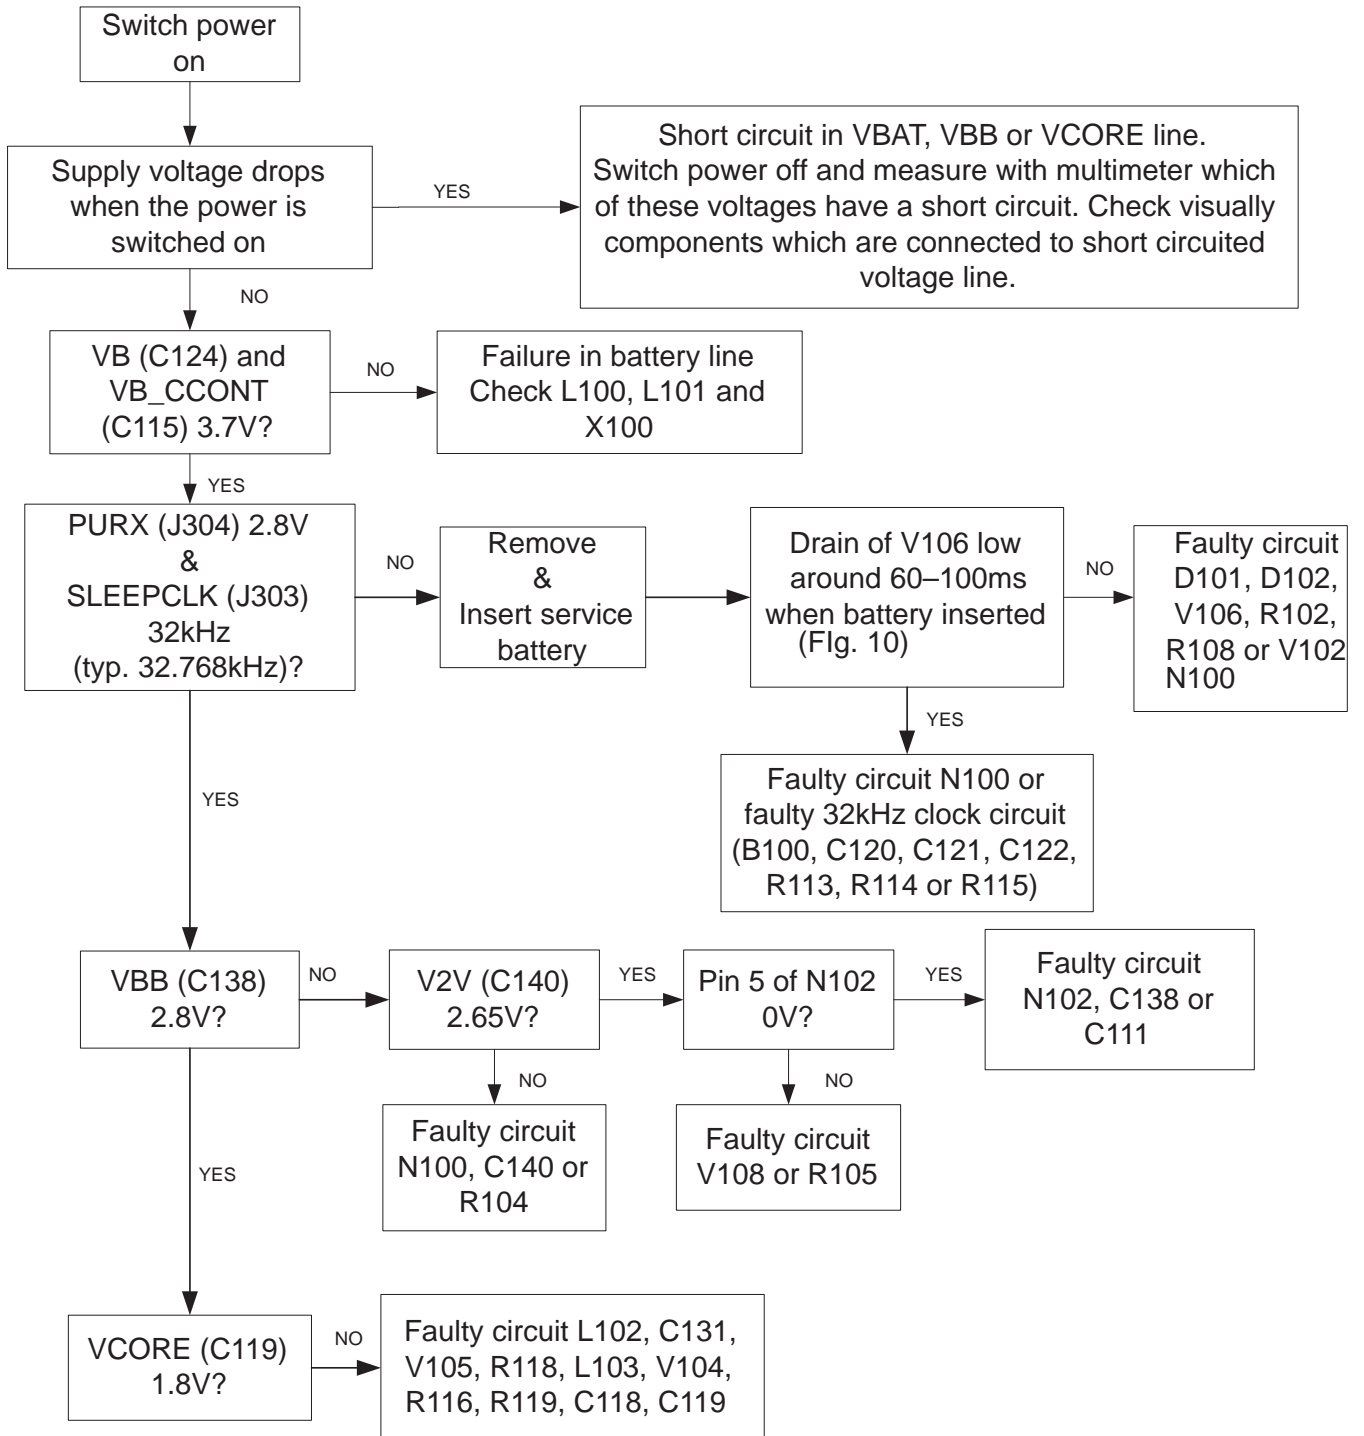 Switch power
on
Supply voltage drops
when the power is
switched on
YES
Short circuit in VBAT, VBB or VCORE line.
Switch power off and measure with multimeter which
of these voltages have a short circuit. Check visually
components which are connected to short circuited
voltage line.
NO
VB (C124) and
VB_CCONT
(C115) 3.7V?
NO
Failure in battery line
Check L100, L101 and
X100
YES
PURX (J304) 2.8V
&
SLEEPCLK (J303)
32kHz
(typ. 32.768kHz)?
NO
Remove
&
Insert service
battery
Drain of V106 low
around 60–100ms
when battery inserted
(FIg. 10)
NO
Faulty circuit
D101, D102,
V106, R102,
R108 or V102
N100
YES
Faulty circuit N100 or
faulty 32kHz clock circuit
(B100, C120, C121, C122,
R113, R114 or R115)
YES
VBB (C138)
2.8V?
NO
V2V (C140)
2.65V?
YES
Pin 5 of N102
0V?
YES
Faulty circuit
N102, C138 or
C111
NO
Faulty circuit
N100, C140 or
R104
NO
Faulty circuit
V108 or R105
YES
VCORE (C119)
1.8V?
NO
Faulty circuit L102, C131,
V105, R118, L103, V104,
R116, R119, C118, C119